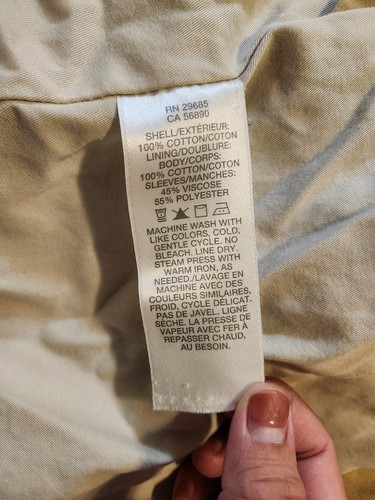 RN 29685
CA 56890
SHELL/EXTÉRIEUR:
100% COTTON/COTON
LINING/DOUBLURE:
BODY/CORPS:
100% COTTON/COTON
SLEEVES/MANCHES:
45% VISCOSE
55% POLYESTER
MACHINE WASH WITH
LIKE COLORS, COLD,
GENTLE CYCLE. NO
BLEACH. LINE DRY.
STEAM PRESS WITH
WARM IRON, AS
NEEDED./LAVAGE EN
MACHINE AVEC DES
COULEURS SIMILAIRES,
FROID, CYCLE DÉLICAT.
PAS DE JAVEL. LIGNE
SÈCHE. LA PRESSE DE
VAPEUR AVEC FER À
REPASSER CHAUD,
AU BESOIN.